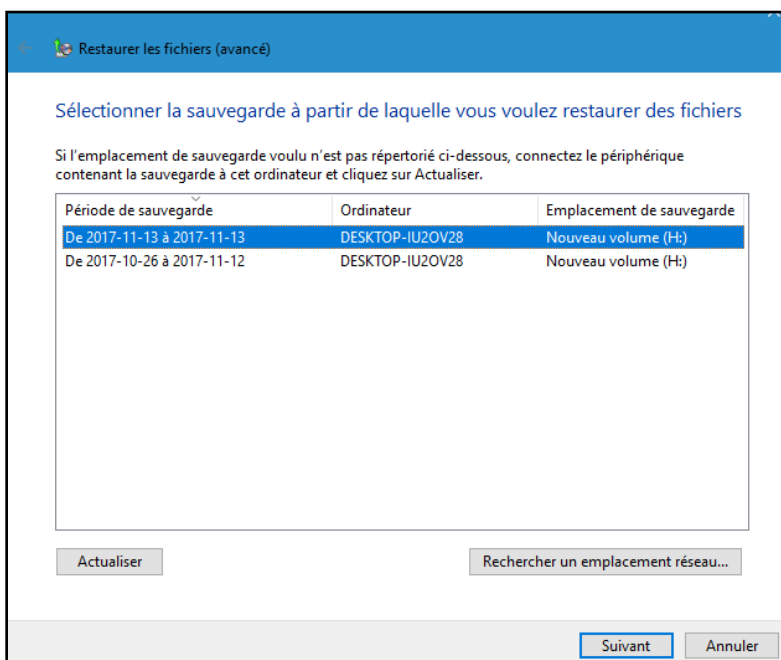 Restaurer les fichiers (avancé)
Sélectionner la sauvegarde à partir de laquelle vous voulez restaurer des fichiers
Si l'emplacement de sauvegarde voulu n'est pas répertorié ci-dessous, connectez le périphérique
contenant la sauvegarde à cet ordinateur et cliquez sur Actualiser.
Période de sauvegarde Ordinateur Emplacement de sauvegarde
De 2017-11-13 à 2017-11-13 DESKTOP-IU2OV28 Nouveau volume (H:)
De 2017-10-26 à 2017-11-12 DESKTOP-IU2OV28 Nouveau volume (H:)
Actualiser Rechercher un emplacement réseau...
Suivant Annuler